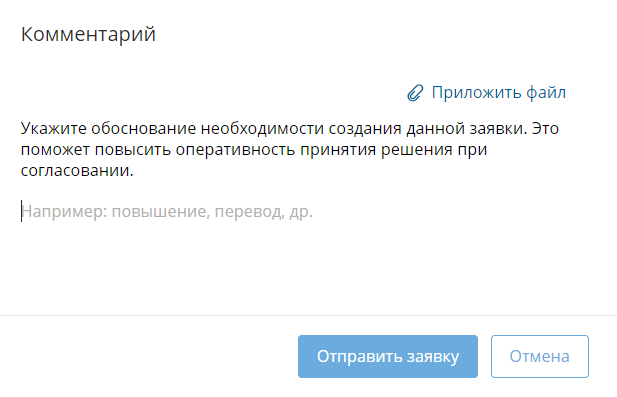 Комментарий
Приложить файл
Укажите обоснование необходимости создания данной заявки. Это
поможет повысить оперативность принятия решения при
согласовании.
Например: повышение, перевод, др.
Отправить заявку
Отмена